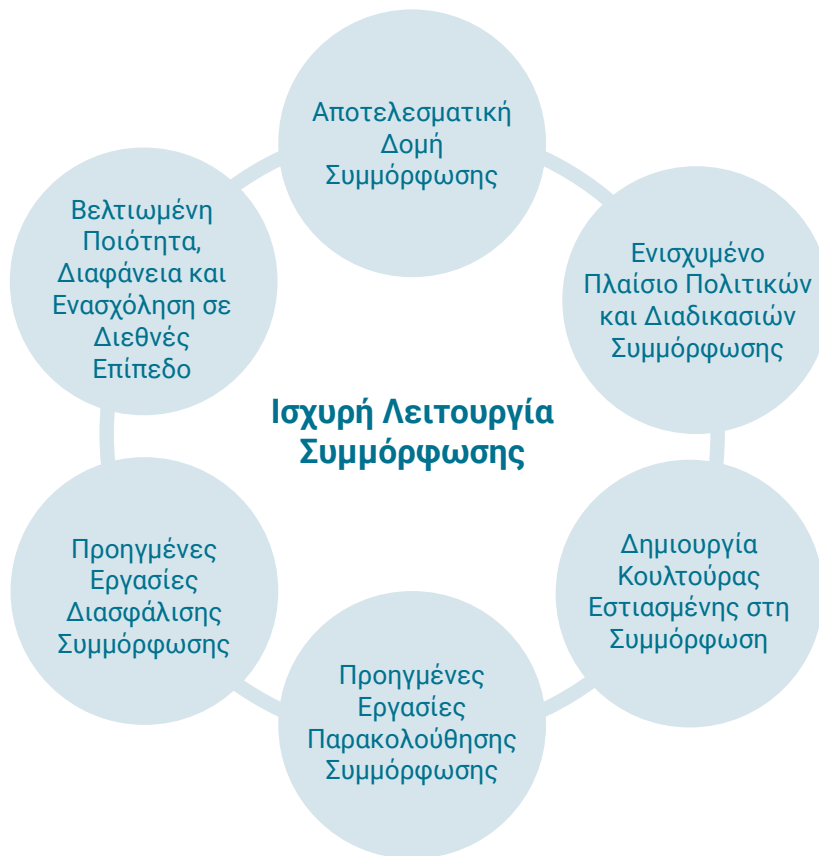 Αποτελεσματική
Δομή
Συμμόρφωσης
Ενισχυμένο
Πλαίσιο Πολιτικών
και Διαδικασιών
Συμμόρφωσης
Δημιουργία
Κουλτούρας
Εστιασμένης στη
Συμμόρφωση
Προηγμένες
Εργασίες
Παρακολούθησης
Συμμόρφωσης
Προηγμένες
Εργασίες
Διασφάλισης
Συμμόρφωσης
Βελτιωμένη
Ποιότητα,
Διαφάνεια και
Ενασχόληση σε
Διεθνές
Επίπεδο
Ισχυρή Λειτουργία
Συμμόρφωσης